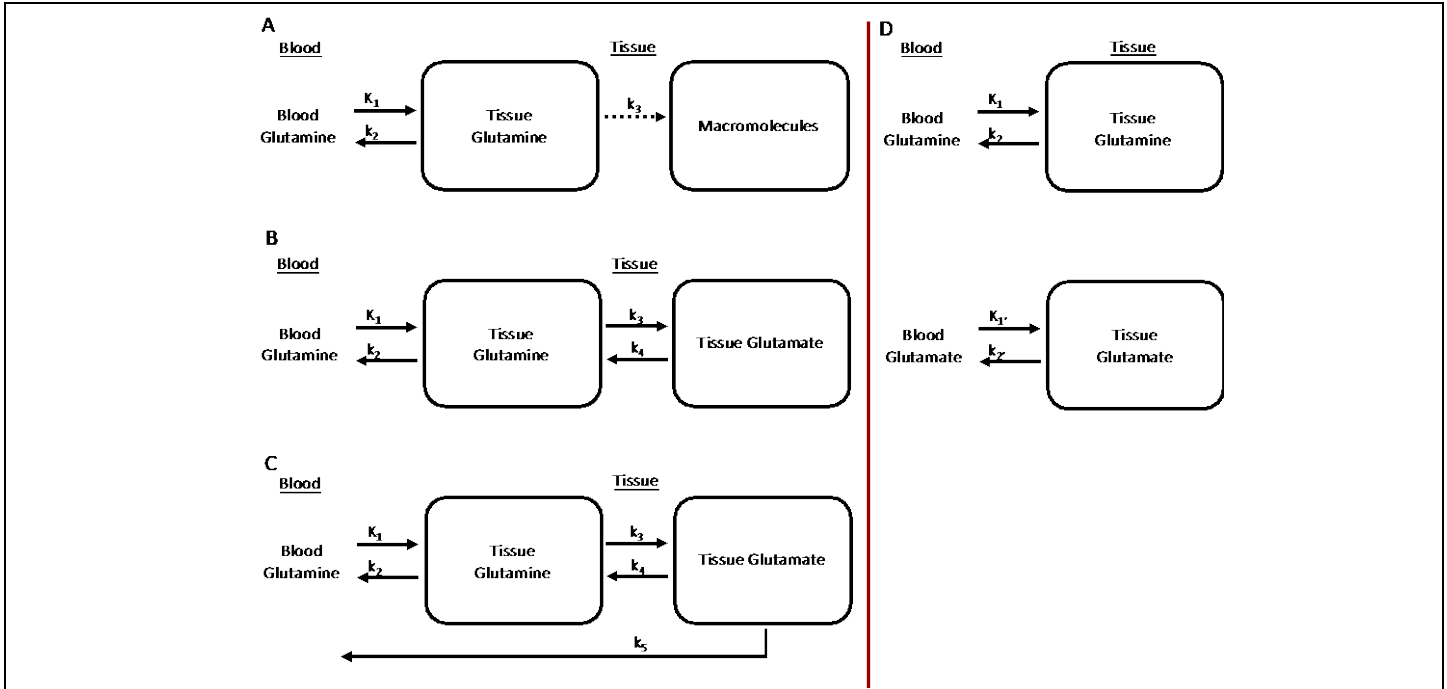 A
Blood
Tissue
Blood
Glutamine
K1
k2
Tissue
Glutamine
k3
Macromolecules
B
Blood
Tissue
Blood
Glutamine
K1
k2
Tissue
Glutamine
k3
k4
Tissue Glutamate
C
Blood
Tissue
Blood
Glutamine
K1
k2
Tissue
Glutamine
k3
k4
Tissue Glutamate
k5
D
Blood
Tissue
Blood
Glutamine
K1
k2
Tissue
Glutamine
Blood
Glutamate
K1'
k2'
Tissue
Glutamate